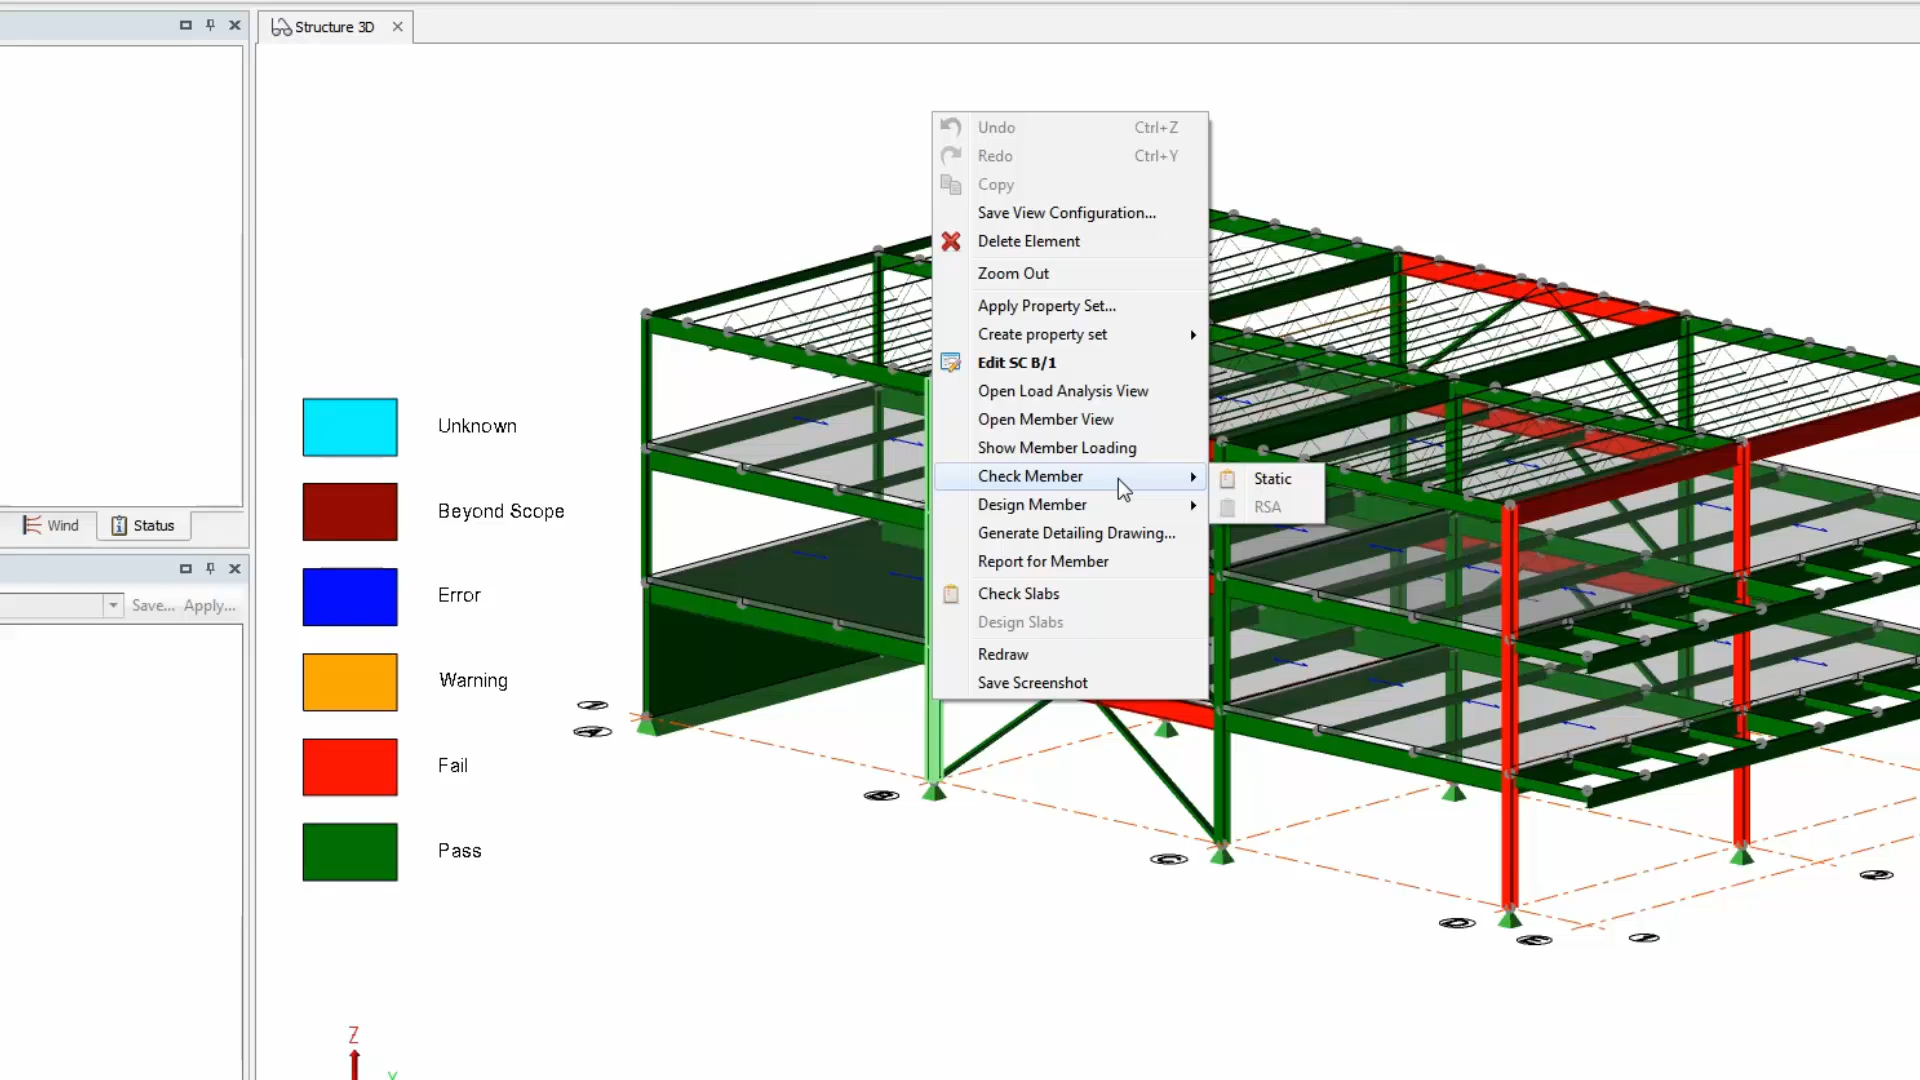 Structure 3D
Undo Ctrl+Z
Redo Ctrl+Y
Copy
Save View Configuration...
Delete Element
Zoom Out
Apply Property Set...
Create property set
Edit SC B/1
Open Load Analysis View
Open Member View
Show Member Loading
Check Member
Static
Design Member
RSA
Generate Detailing Drawing...
Report for Member
Check Slabs
Design Slabs
Redraw
Save Screenshot
Unknown
Beyond Scope
Error
Warning
Fail
Pass
Wind
Status
Save... Apply...
1
A
B
C
D
E
1
2
Z
Y